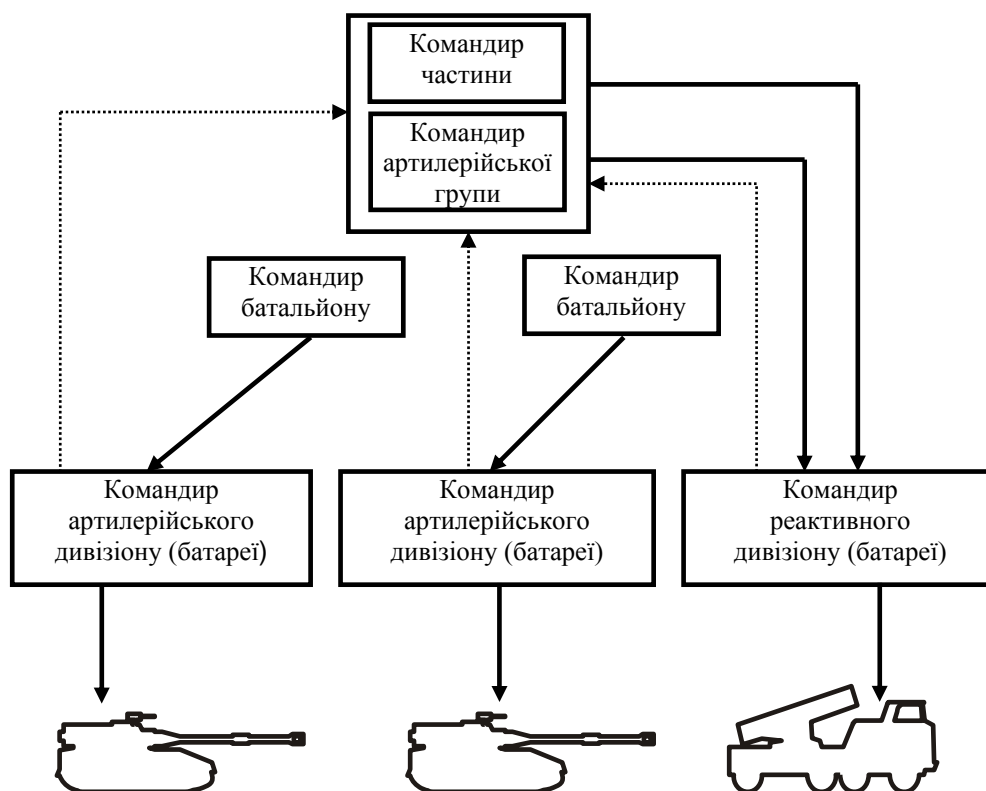 Командир
частини
Командир
артилерійської
групи
Командир
батальйону
Командир
батальйону
Командир
артилерійського
дивізіону (батареї)
Командир
артилерійського
дивізіону (батареї)
Командир
реактивного
дивізіону (батареї)